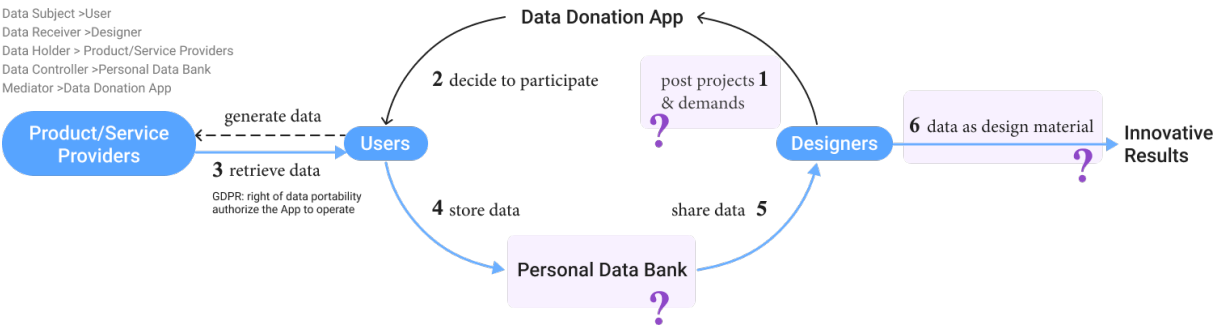 Data Subject >User
Data Receiver >Designer
Data Holder > Product/Service Providers
Data Controller >Personal Data Bank
Mediator >Data Donation App
Data Donation App
2 decide to participate
post projects 1
& demands
?
generate data
Product/Service
Providers
Users
3 retrieve data
GDPR: right of data portability
authorize the App to operate
Designers
6 data as design material
?
Innovative
Results
4 store data
share data 5
Personal Data Bank
?